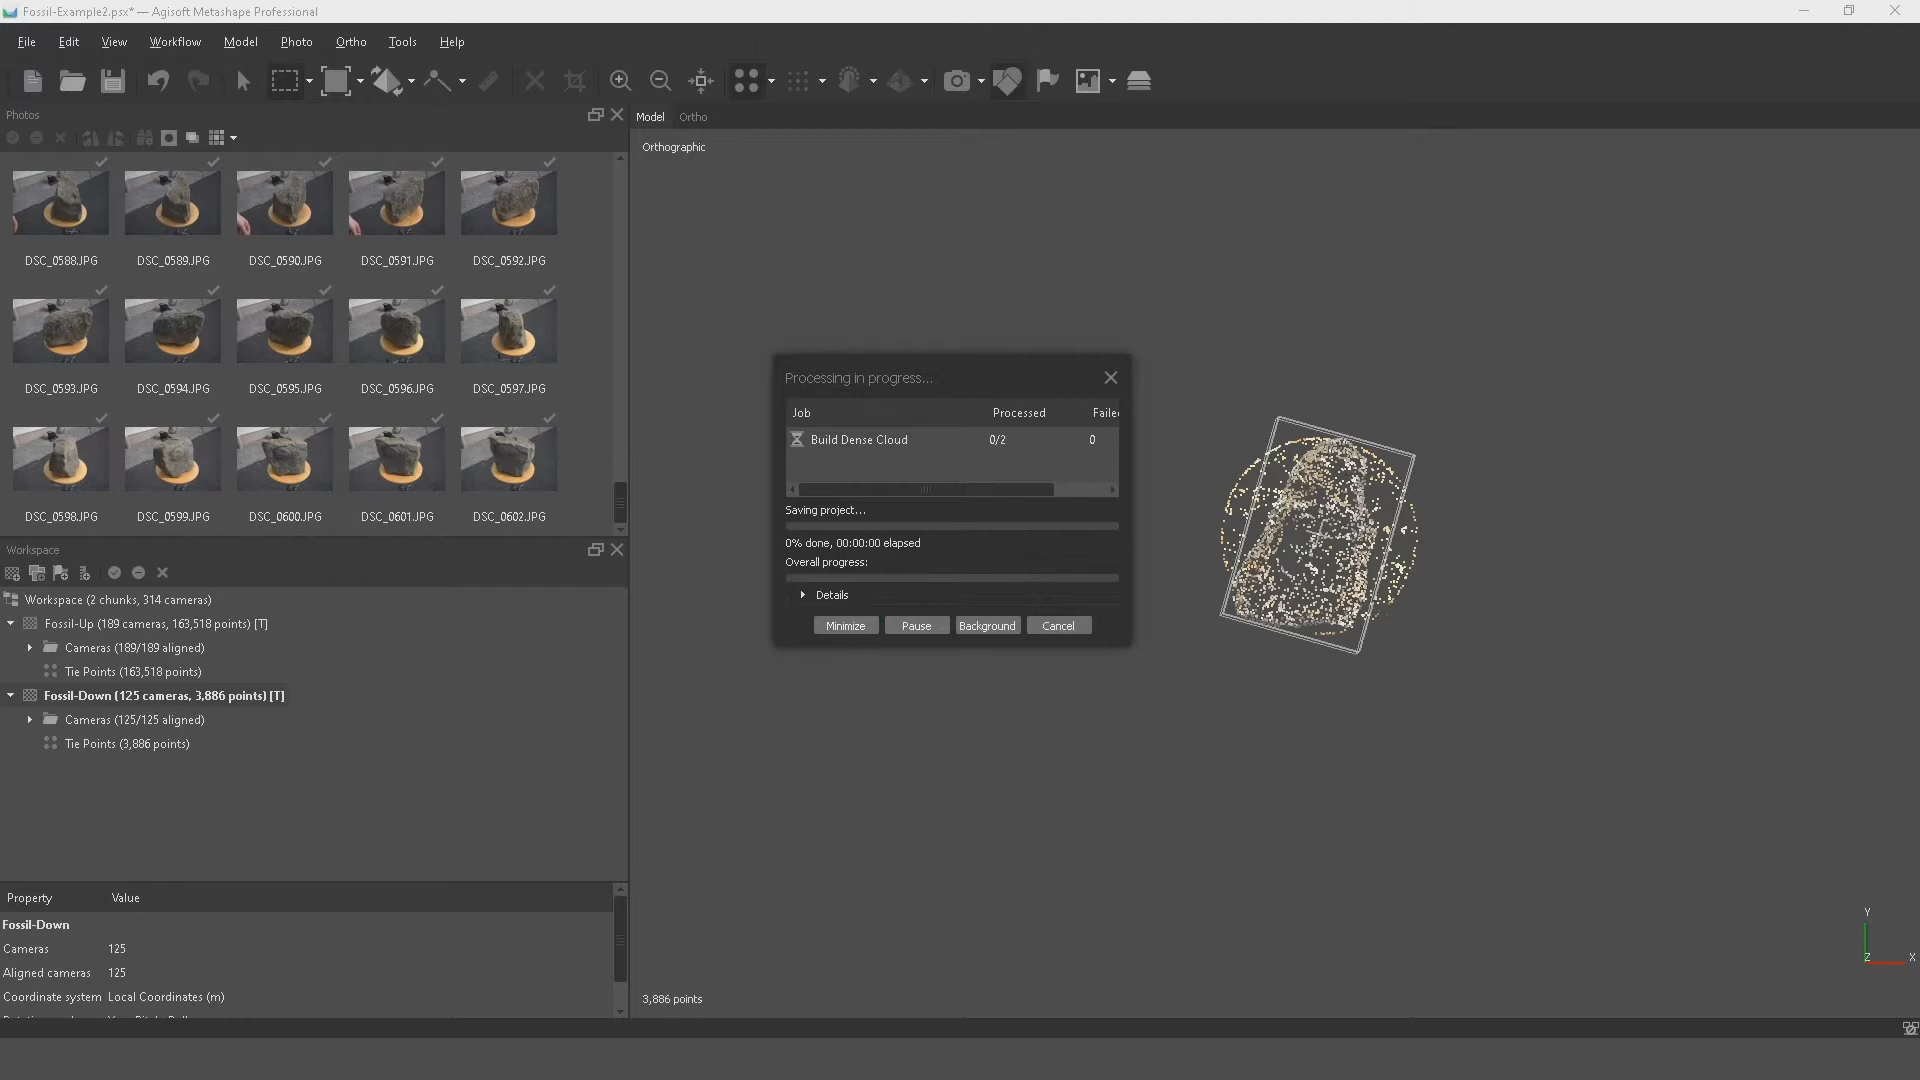 Fossil-Example2.psx* — Agisoft Metashape Professional
File Edit View Workflow Model Photo Ortho Tools Help
Photos
Model Ortho
Orthographic
DSC_0588.JPG DSC_0589.JPG DSC_0590.JPG DSC_0591.JPG DSC_0592.JPG
DSC_0593.JPG DSC_0594.JPG DSC_0595.JPG DSC_0596.JPG DSC_0597.JPG
DSC_0598.JPG DSC_0599.JPG DSC_0600.JPG DSC_0601.JPG DSC_0602.JPG
Processing in progress...
Job Processed Failed
Build Dense Cloud 0/2 0
Saving project...
0% done, 00:00:00 elapsed
Overall progress:
Details
Minimize Pause Background Cancel
Workspace
Workspace (2 chunks, 314 cameras)
Fossil-Up (189 cameras, 163,518 points) [T]
Cameras (189/189 aligned)
Tie Points (163,518 points)
Fossil-Down (125 cameras, 3,886 points) [T]
Cameras (125/125 aligned)
Tie Points (3,886 points)
Property Value
Fossil-Down
Cameras 125
Aligned cameras 125
Coordinate system Local Coordinates (m)
3,886 points
Y
Z X